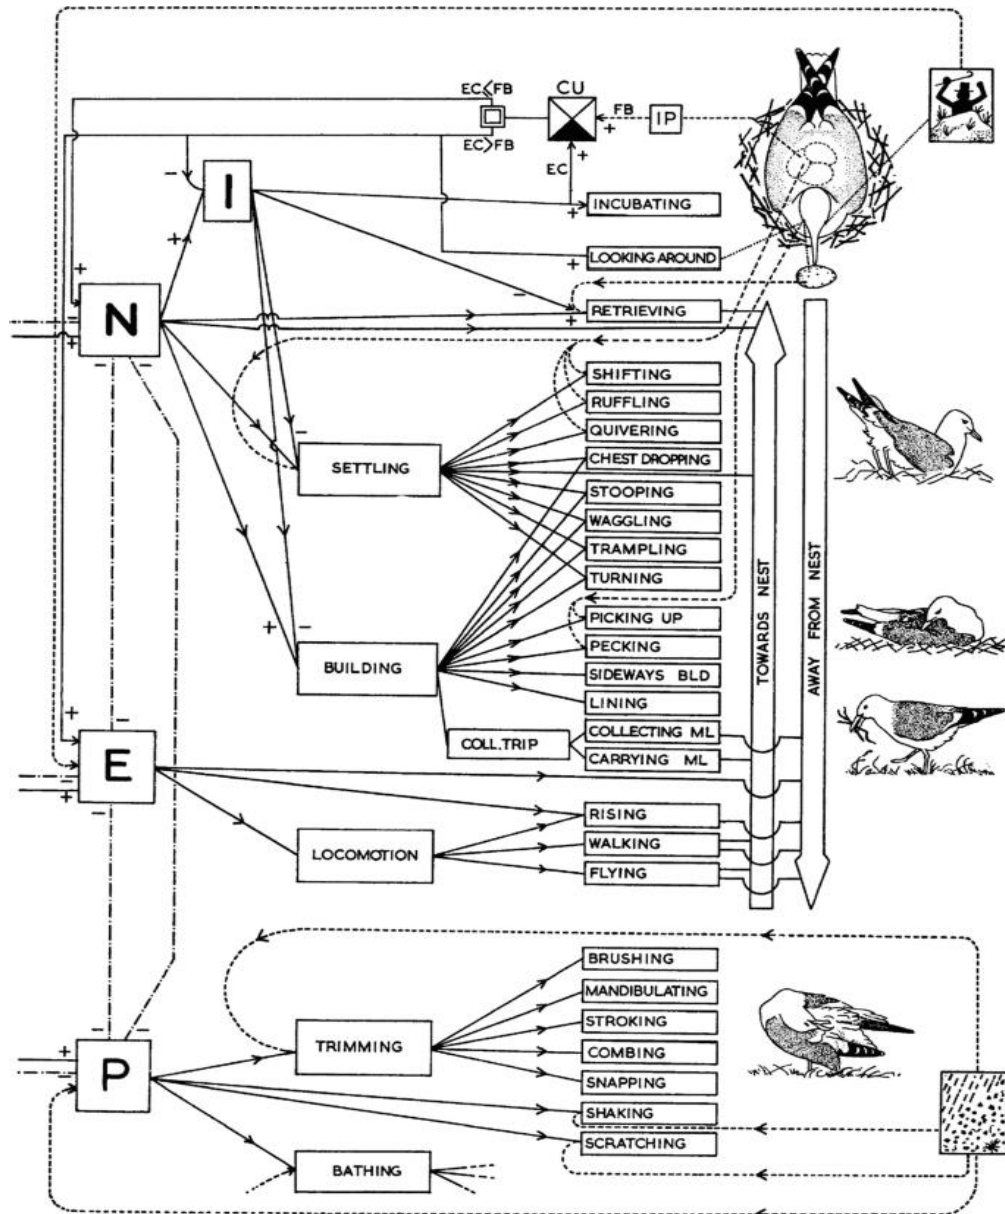 EC<FB
CU
FB
IP
EC>FB
+
+
EC
-
I
+
+
INCUBATING
+
LOOKING AROUND
+
-
N
+
-
+
RETRIEVING
- -
SHIFTING
RUFFLING
-
QUIVERING
SETTLING
CHEST DROPPING
STOOPING
WAGGLING
TRAMPLING
TURNING
TOWARDS NEST
AWAY FROM NEST
+ -
PICKING UP
BUILDING
PECKING
SIDEWAYS BLD
LINING
-
+
COLL.TRIP
COLLECTING ML
CARRYING ML
E
-
+
-
RISING
LOCOMOTION
WALKING
FLYING
BRUSHING
MANDIBULATING
TRIMMING
STROKING
COMBING
SNAPPING
- -
+
-
P
SHAKING
SCRATCHING
BATHING